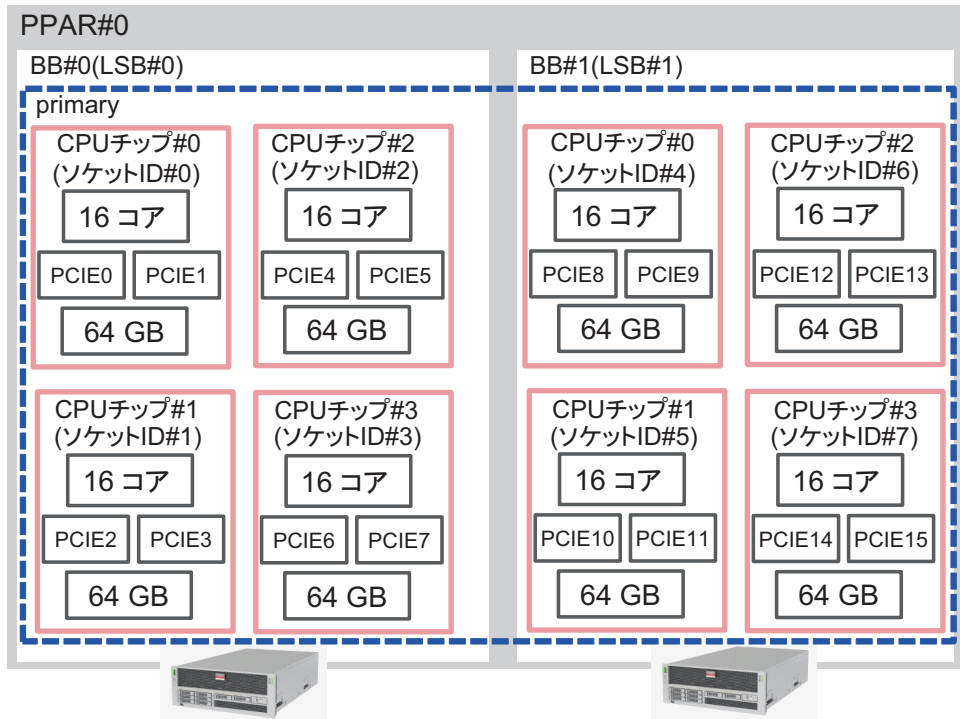 PPAR#0
BB#0(LSB#0)
primary
CPUチップ#0
(ソケットID#0)
16 コア
PCIE0 PCIE1
64 GB
CPUチップ#2
(ソケットID#2)
16 コア
PCIE4 PCIE5
64 GB
CPUチップ#1
(ソケットID#1)
16 コア
PCIE2 PCIE3
64 GB
CPUチップ#3
(ソケットID#3)
16 コア
PCIE6 PCIE7
64 GB
BB#1(LSB#1)
CPUチップ#0
(ソケットID#4)
16 コア
PCIE8 PCIE9
64 GB
CPUチップ#2
(ソケットID#6)
16 コア
PCIE12 PCIE13
64 GB
CPUチップ#1
(ソケットID#5)
16 コア
PCIE10 PCIE11
64 GB
CPUチップ#3
(ソケットID#7)
16 コア
PCIE14 PCIE15
64 GB